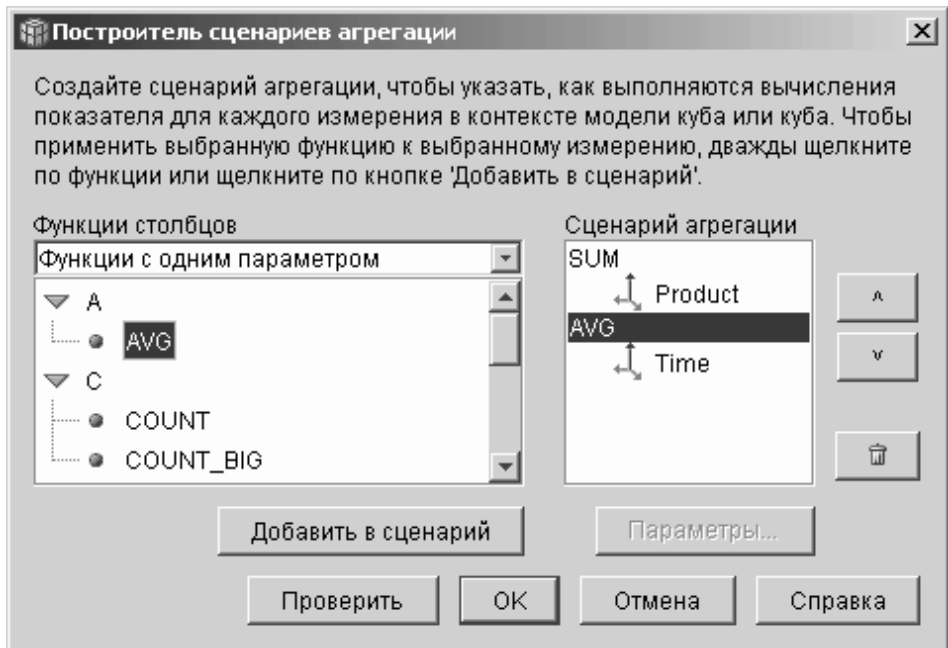 Построитель сценариев агрегации
Создайте сценарий агрегации, чтобы указать, как выполняются вычисления
показателя для каждого измерения в контексте модели куба или куба. Чтобы
применить выбранную функцию к выбранному измерению, дважды щелкните
по функции или щелкните по кнопке 'Добавить в сценарий'.
Функции столбцов
Функции с одним параметром
A
AVG
C
COUNT
COUNT_BIG
Сценарий агрегации
SUM
Product
AVG
Time
Добавить в сценарий
Параметры...
Проверить
OK
Отмена
Справка